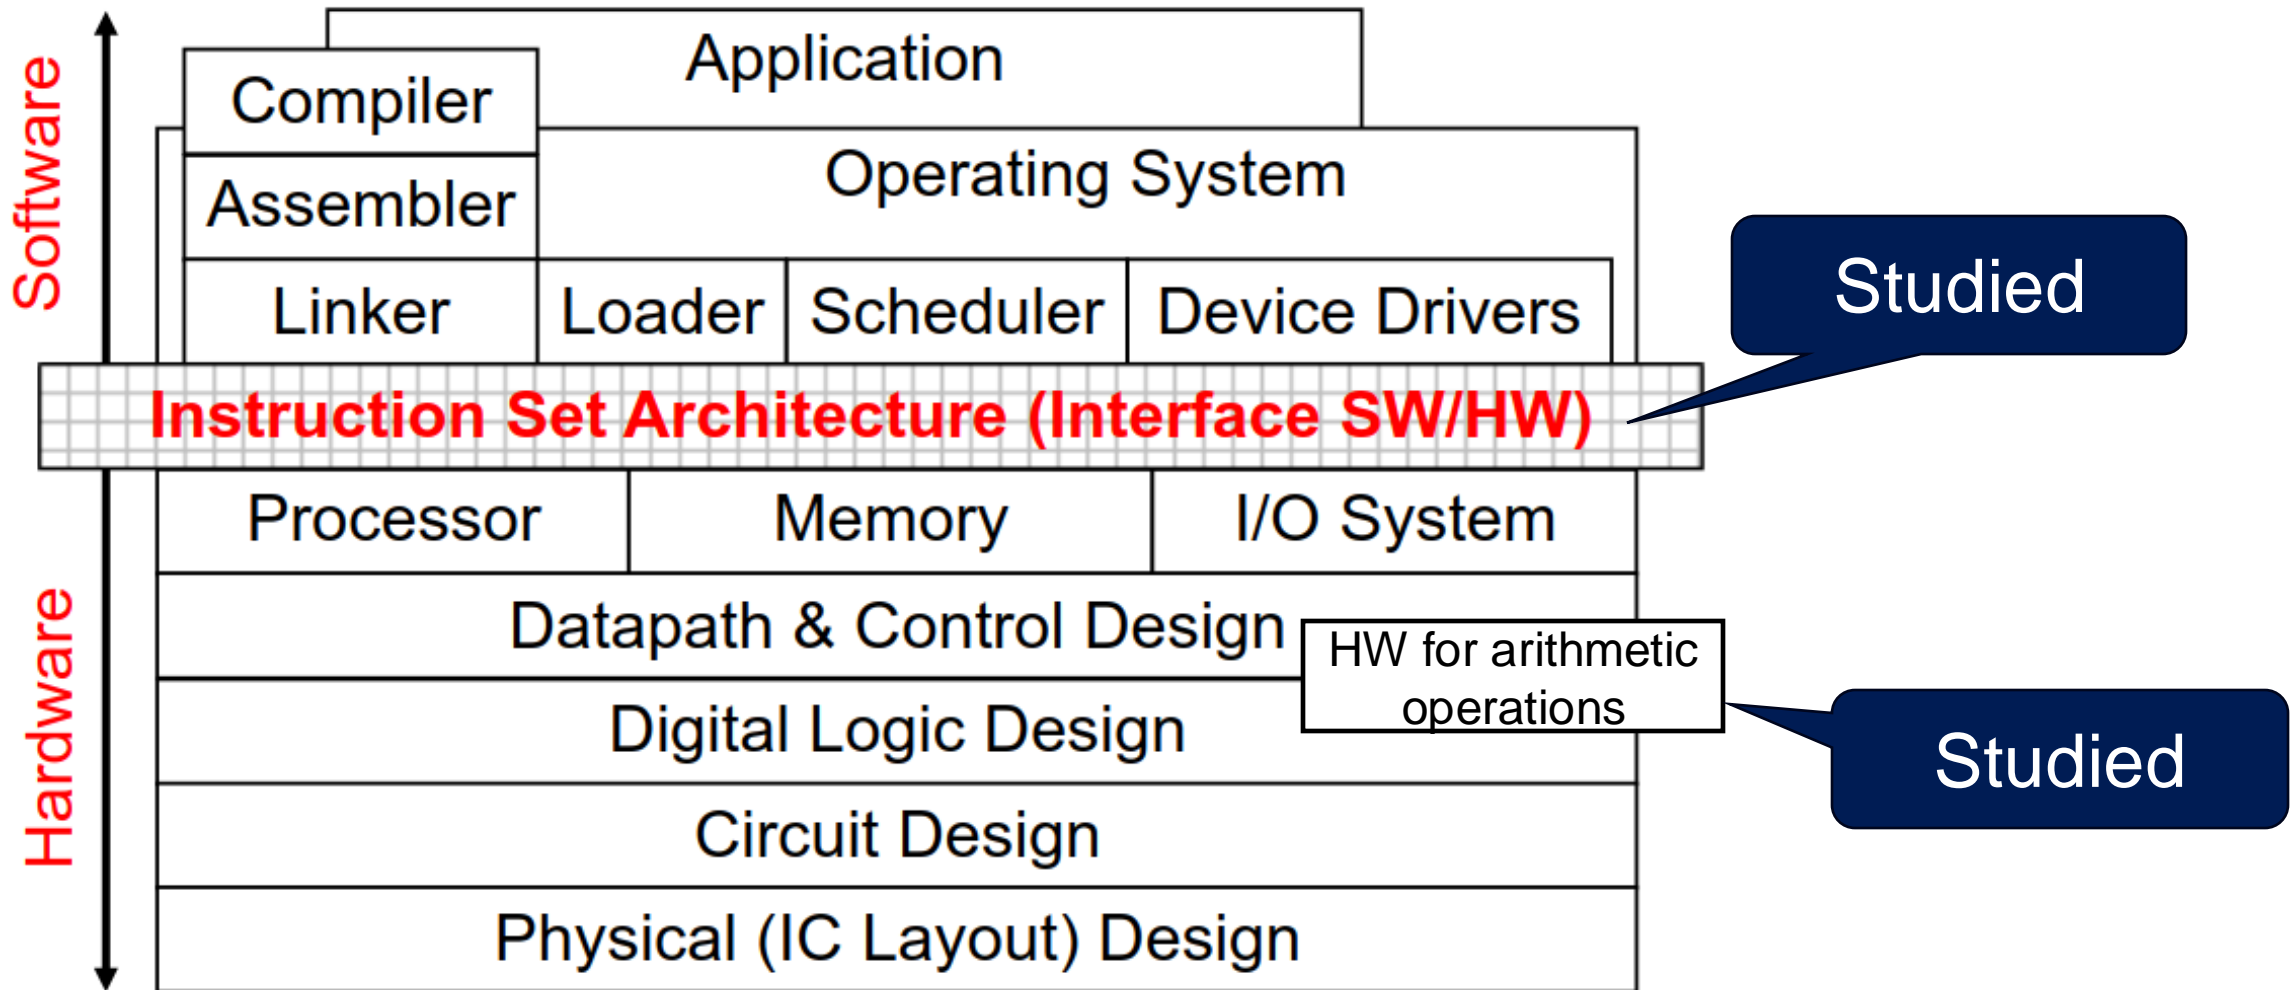 Software
Application
Compiler
Operating System
Assembler
Linker
Loader
Scheduler
Device Drivers
Studied
Instruction Set Architecture (Interface SW/HW)
Hardware
Processor
Memory
I/O System
Datapath & Control Design
HW for arithmetic
operations
Studied
Digital Logic Design
Circuit Design
Physical (IC Layout) Design